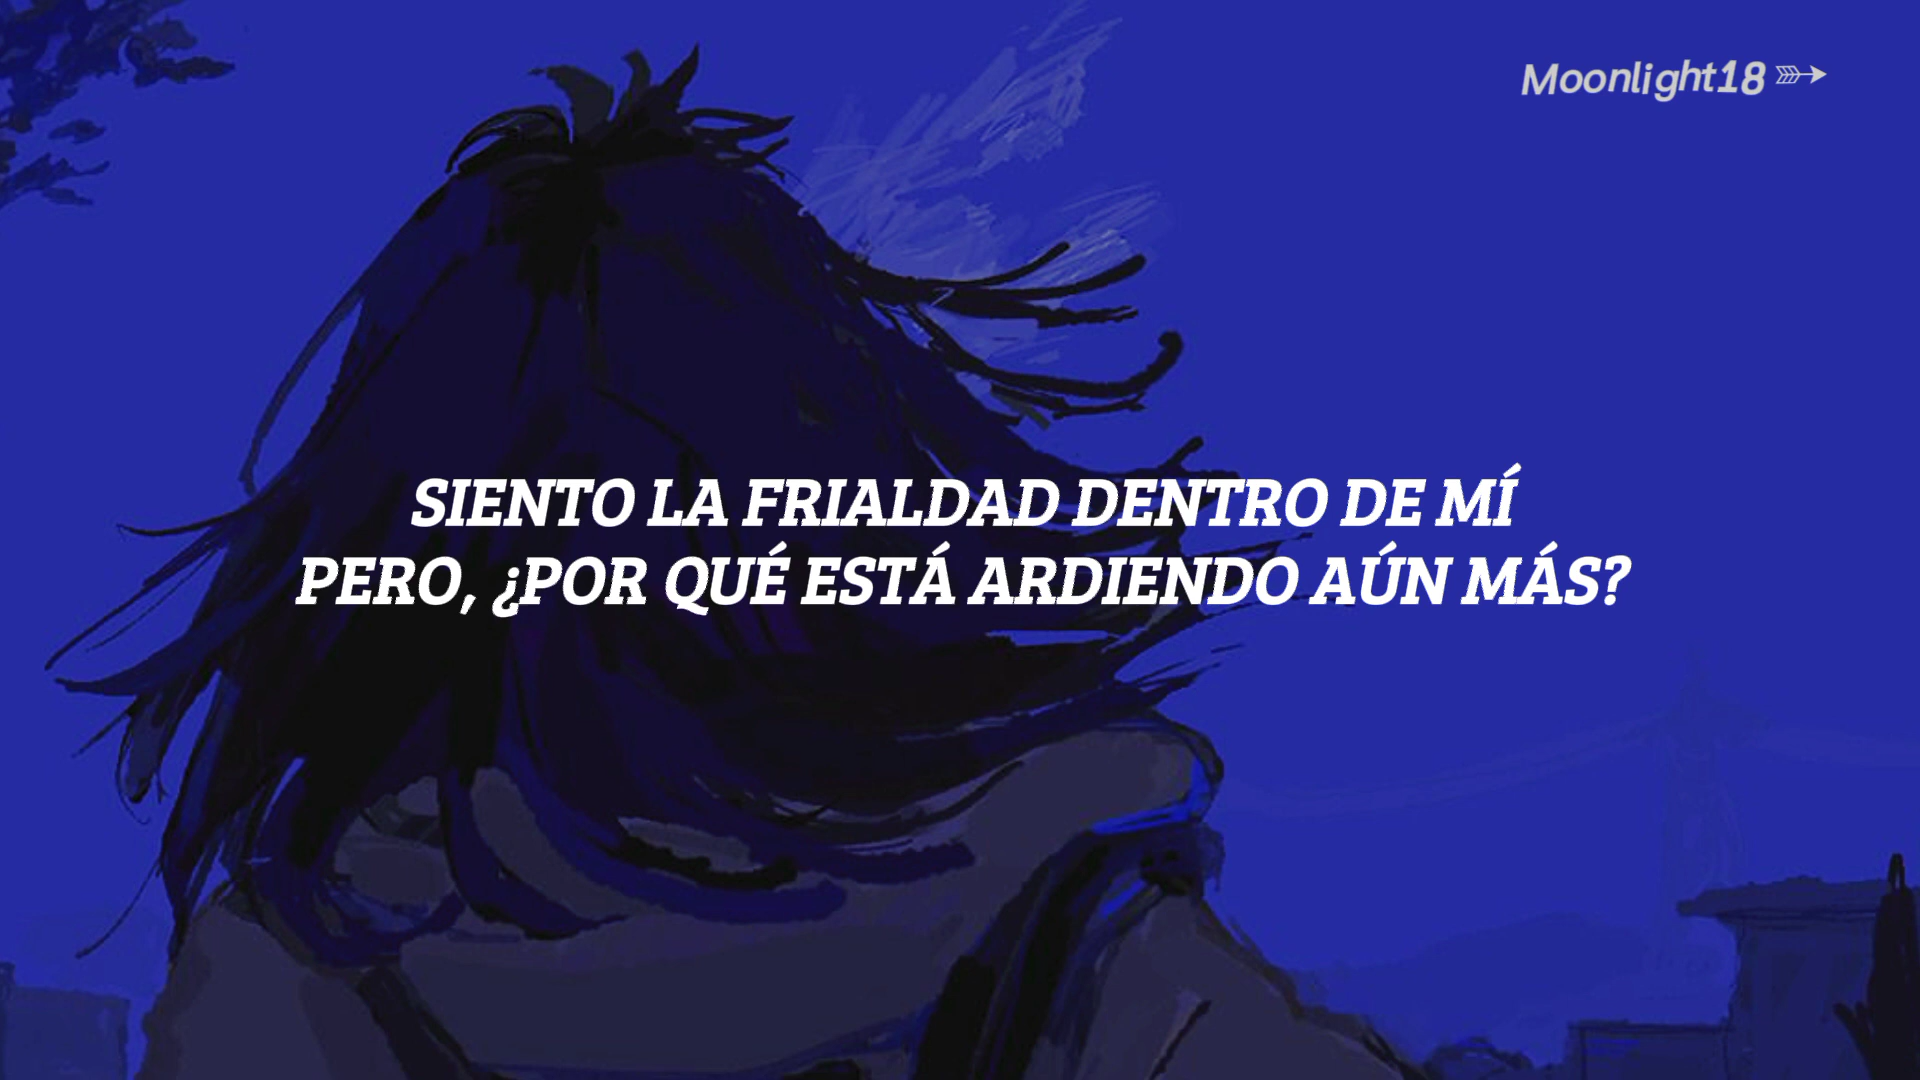 Moonlight18
SIENTO LA FRIALDAD DENTRO DE MÍ
PERO, ¿POR QUÉ ESTÁ ARDIENDO AÚN MÁS?